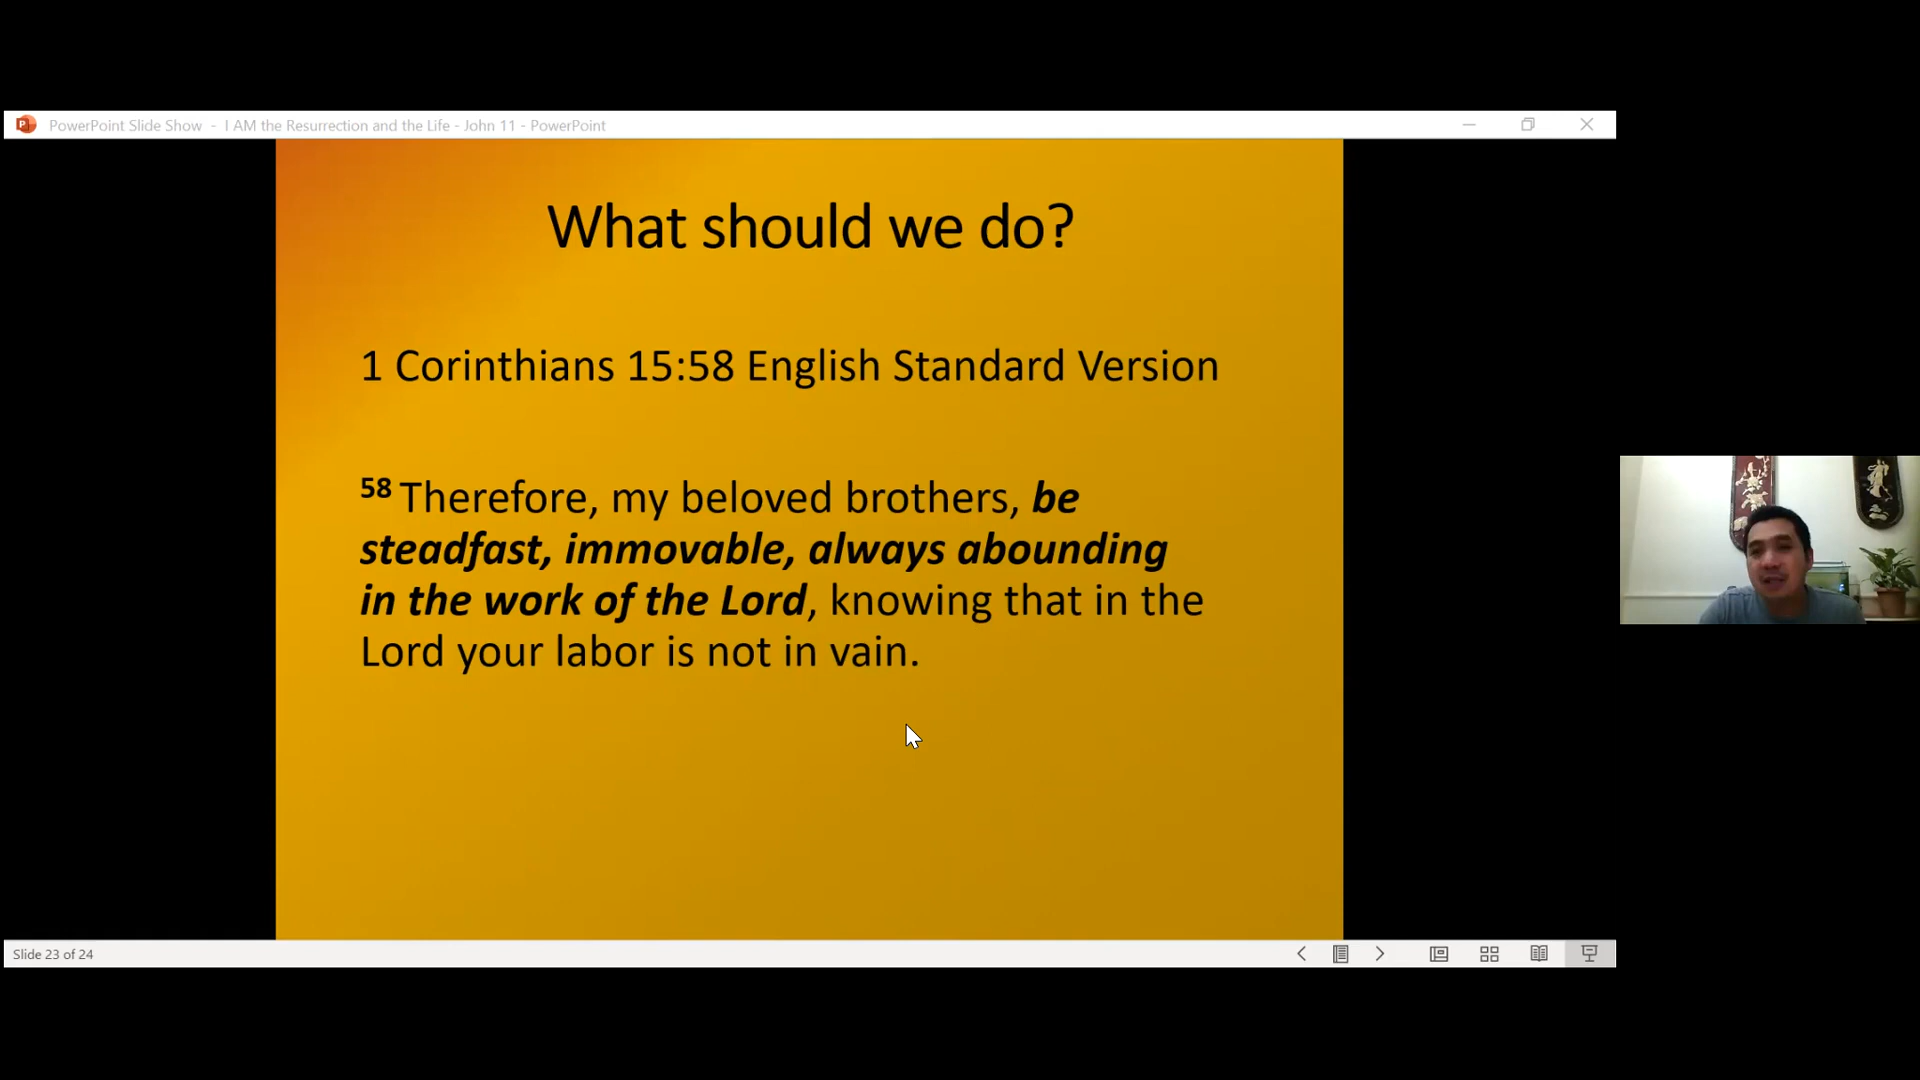 PowerPoint Slide Show - I AM the Resurrection and the Life - John 11 - PowerPoint
What should we do?
1 Corinthians 15:58 English Standard Version
58 Therefore, my beloved brothers, be
steadfast, immovable, always abounding
in the work of the Lord, knowing that in the
Lord your labor is not in vain.
Slide 23 of 24